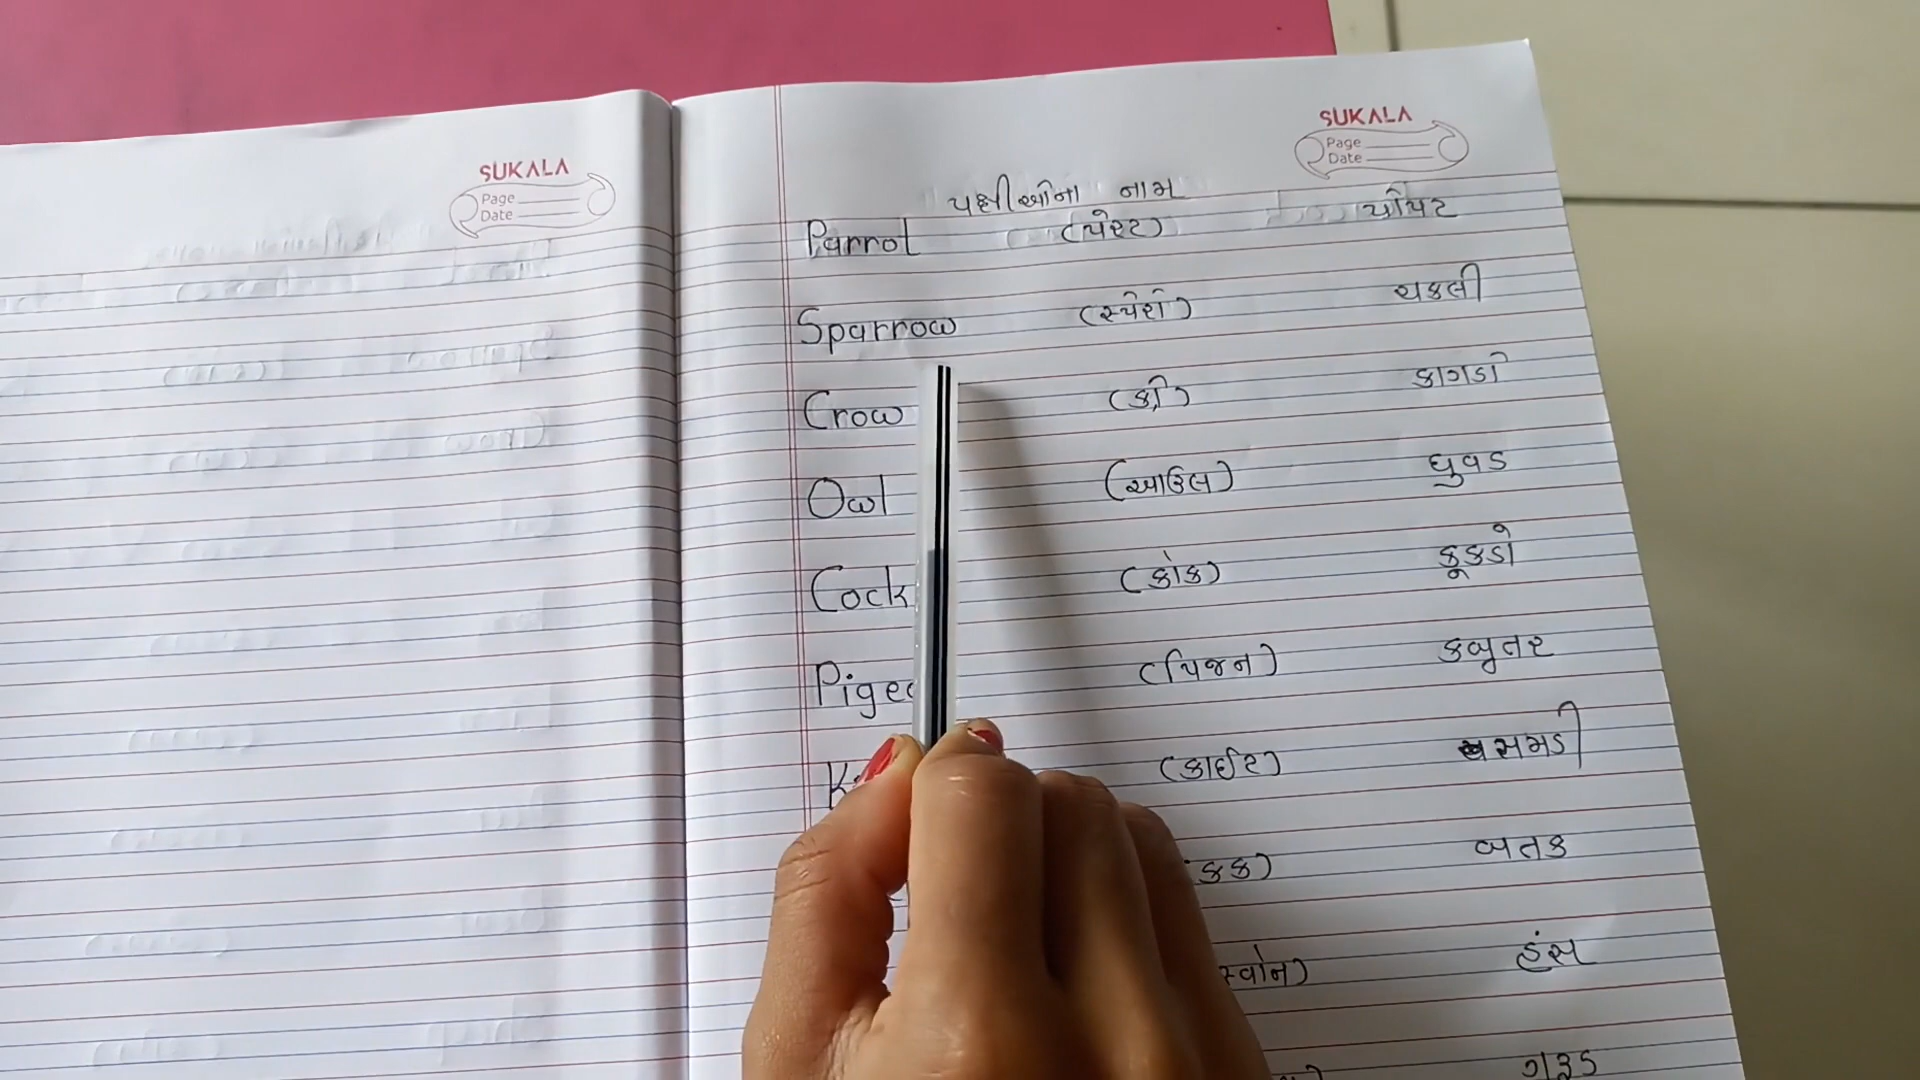 SUKALA
Page
Date
SUKALA
Page
Date
પક્ષીઓના નામ
Parrot (પેરટ) પોપટ
Sparrow (સ્પેરો) ચકલી
Crow (ક્રો) કાગડો
Owl (આઉલ) ઘુવડ
Cock (કોક) કૂકડો
(પિજન) કબુતર
(કાઈટ) સમડી
બતક
હંસ
ગરૂડ